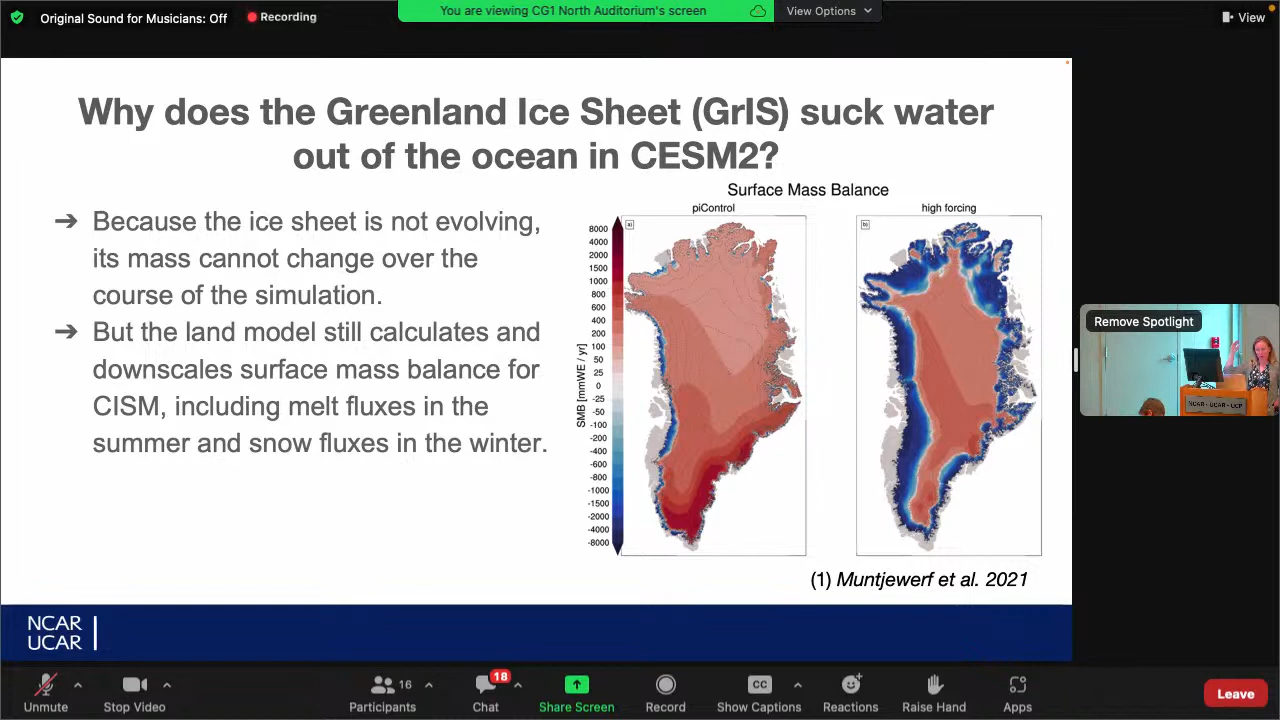 Original Sound for Musicians: Off
Recording
You are viewing CG1 North Auditorium's screen
View Options
View
Why does the Greenland Ice Sheet (GrIS) suck water
out of the ocean in CESM2?
➔ Because the ice sheet is not evolving,
its mass cannot change over the
course of the simulation.
➔ But the land model still calculates and
downscales surface mass balance for
CISM, including melt fluxes in the
summer and snow fluxes in the winter.
Surface Mass Balance
piControl
high forcing
a)
b)
SMB [mmWE / yr]
8000
4000
2000
1500
1000
800
600
400
200
100
50
25
0
-25
-50
-100
-200
-400
-600
-800
-1000
-1500
-2000
-4000
-8000
(1) Muntjewerf et al. 2021
NCAR
UCAR
Remove Spotlight
NCAR - UCAR - UCP
Unmute
Stop Video
16
Participants
18
Chat
Share Screen
Record
CC
Show Captions
Reactions
Raise Hand
Apps
Leave